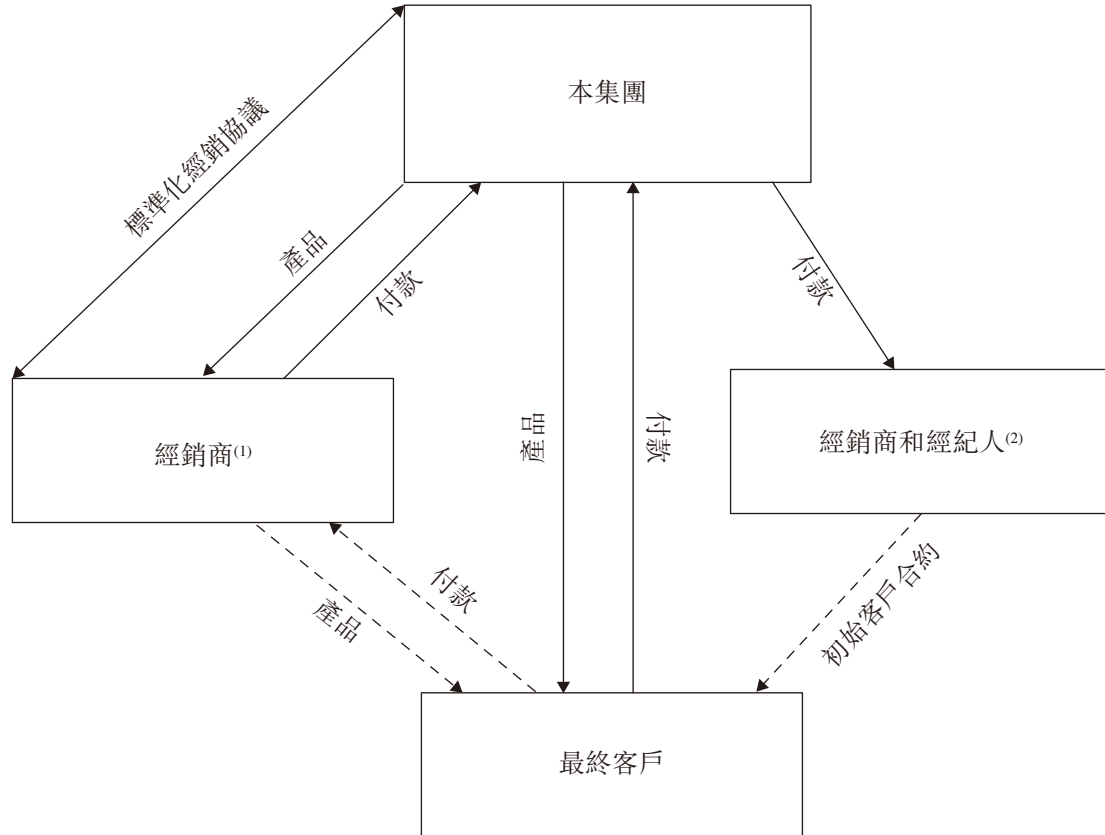 本集團
標準化經銷協議
產品
付款
付款
經銷商(1)
產品
付款
經銷商和經紀人(2)
付款
產品
初始客戶合約
最終客戶